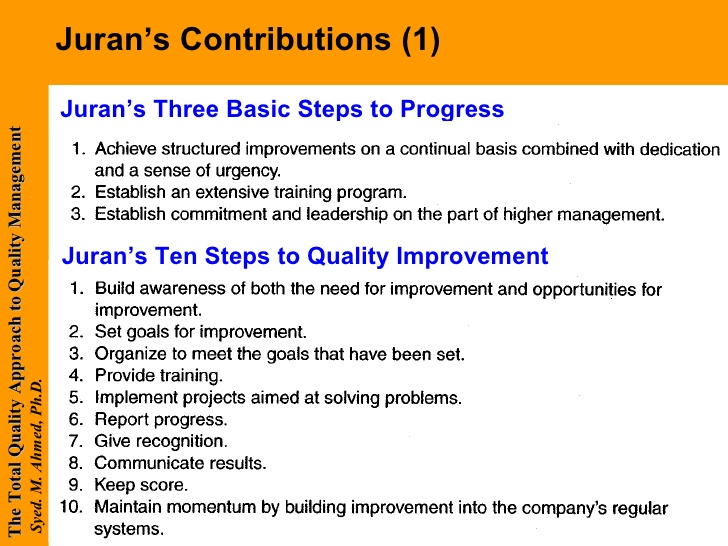 Juran’s Contributions (1)
Juran’s Three Basic Steps to Progress
1. Achieve structured improvements on a continual basis combined with dedication
and a sense of urgency.
2. Establish an extensive training program.
3. Establish commitment and leadership on the part of higher management.
Juran’s Ten Steps to Quality Improvement
1. Build awareness of both the need for improvement and opportunities for
improvement.
2. Set goals for improvement.
3. Organize to meet the goals that have been set.
4. Provide training.
5. Implement projects aimed at solving problems.
6. Report progress.
7. Give recognition.
8. Communicate results.
9. Keep score.
10. Maintain momentum by building improvement into the company’s regular
systems.
The Total Quality Approach to Quality Management
Syed. M. Ahmed, Ph.D.